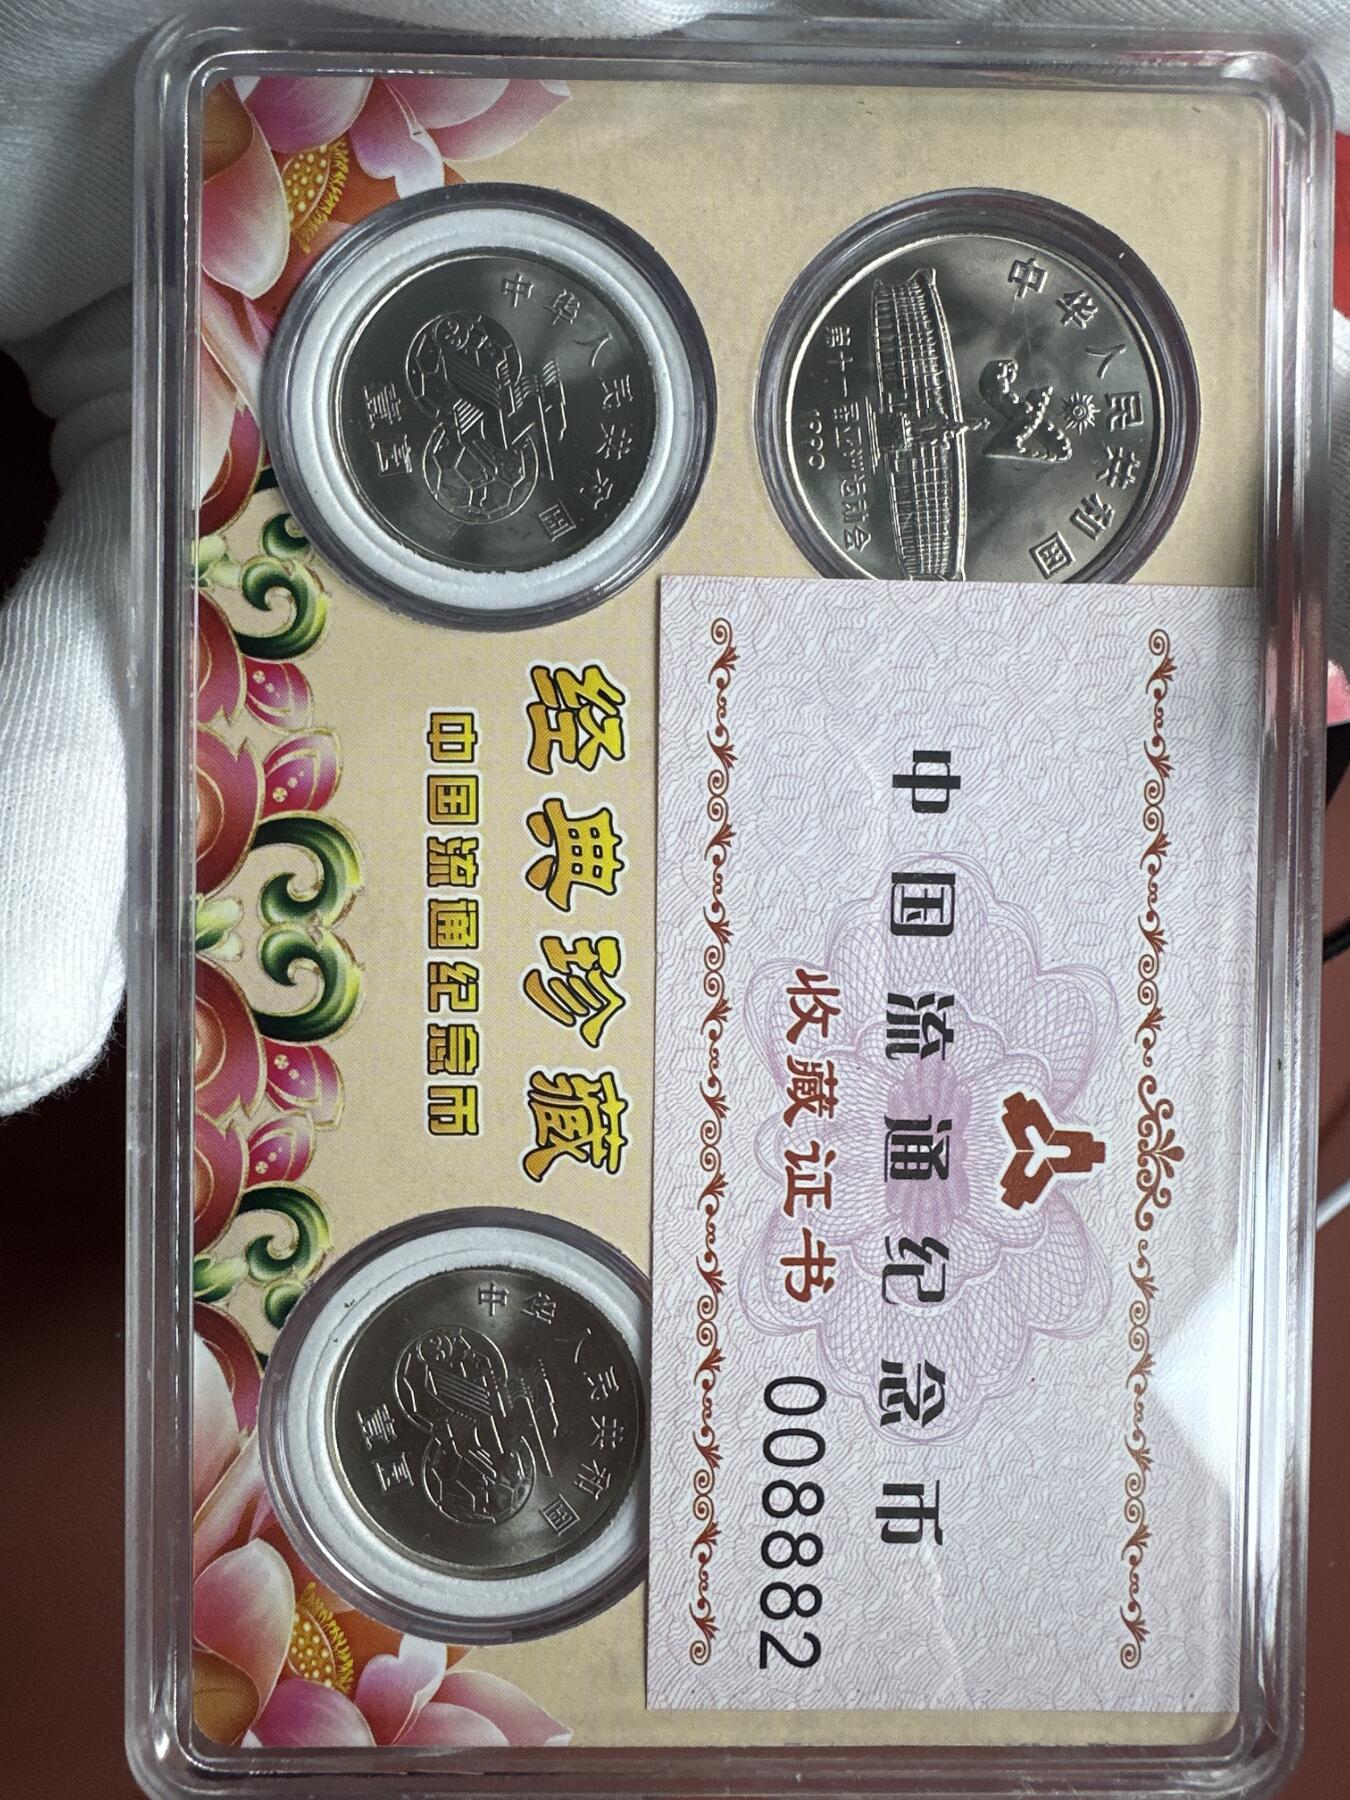 中华人民共和国
第十一届亚洲运动会
1990
中国流通纪念币
收藏证书
008882
经典珍藏
中国流通纪念币
中华人民共和国
壹圆
中华人民共和国
壹圆